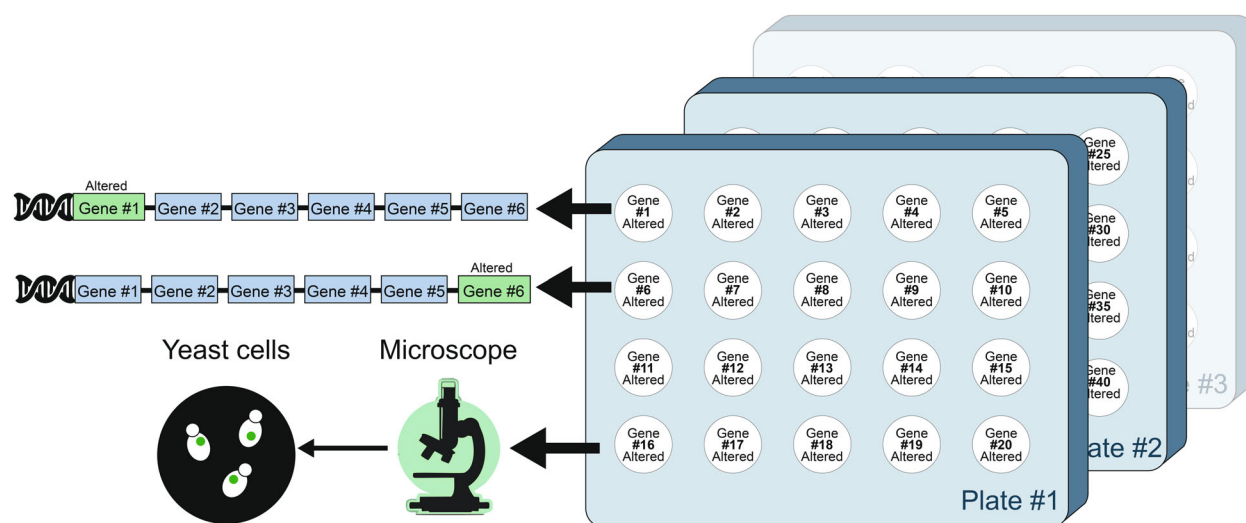 Altered
Gene #1 Gene #2 Gene #3 Gene #4 Gene #5 Gene #6
Altered
Gene #1 Gene #2 Gene #3 Gene #4 Gene #5 Gene #6
Yeast cells
Microscope
Gene
#1
Altered
Gene
#2
Altered
Gene
#3
Altered
Gene
#4
Altered
Gene
#5
Altered
Gene
#6
Altered
Gene
#7
Altered
Gene
#8
Altered
Gene
#9
Altered
Gene
#10
Altered
Gene
#11
Altered
Gene
#12
Altered
Gene
#13
Altered
Gene
#14
Altered
Gene
#15
Altered
Gene
#16
Altered
Gene
#17
Altered
Gene
#18
Altered
Gene
#19
Altered
Gene
#20
Altered
Plate #1
Gene
#25
Altered
Gene
#30
Altered
Gene
#35
Altered
Gene
#40
Altered
ate #2
#3